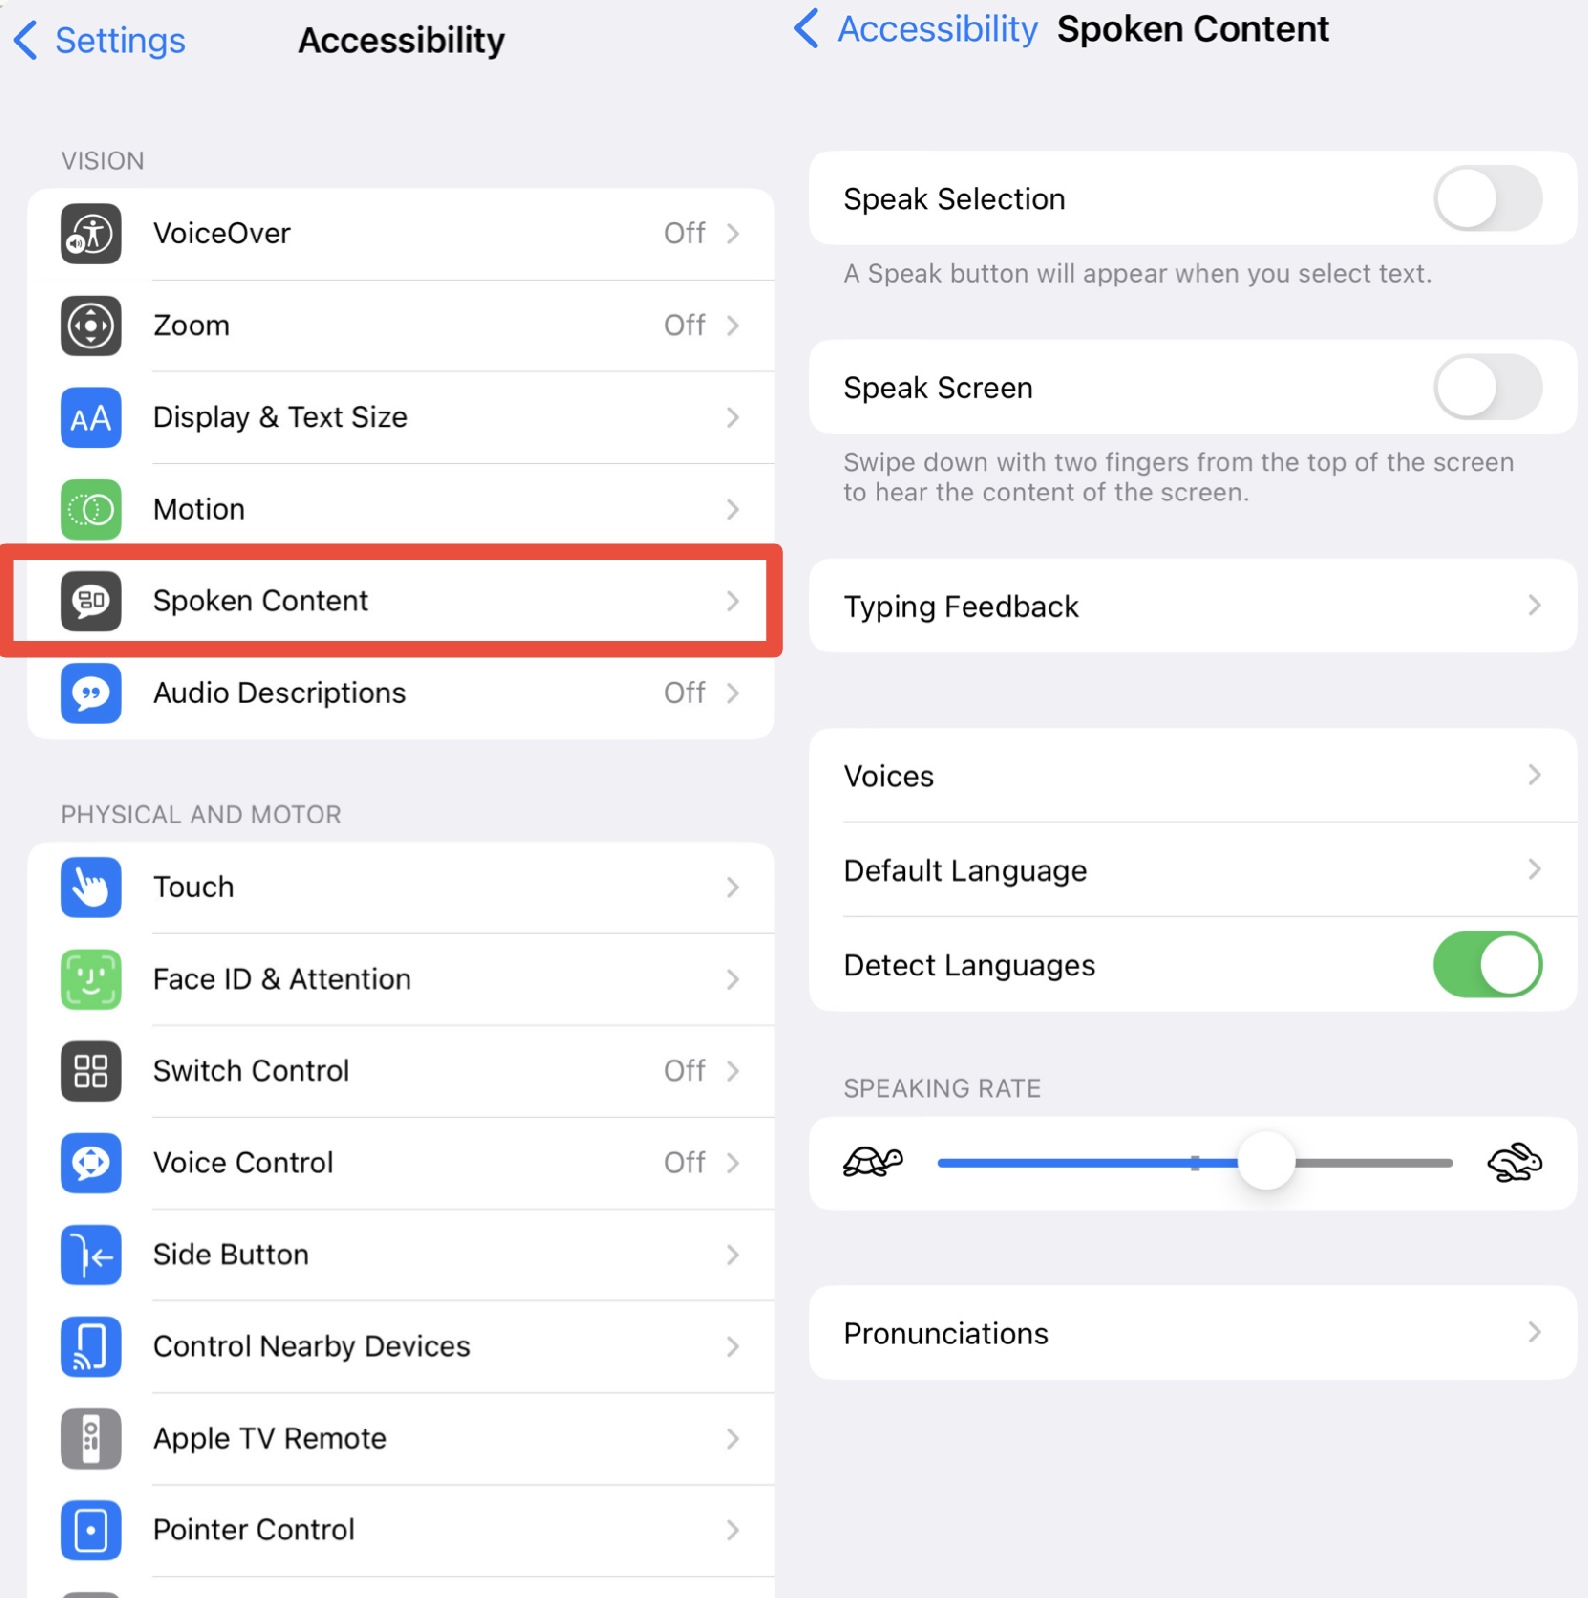 Settings
Accessibility
VISION
VoiceOver Off
Zoom Off
AA Display & Text Size
Motion
Spoken Content
Audio Descriptions Off
PHYSICAL AND MOTOR
Touch
Face ID & Attention
Switch Control Off
Voice Control Off
Side Button
Control Nearby Devices
Apple TV Remote
Pointer Control
Accessibility
Spoken Content
Speak Selection
A Speak button will appear when you select text.
Speak Screen
Swipe down with two fingers from the top of the screen
to hear the content of the screen.
Typing Feedback
Voices
Default Language
Detect Languages
SPEAKING RATE
Pronunciations